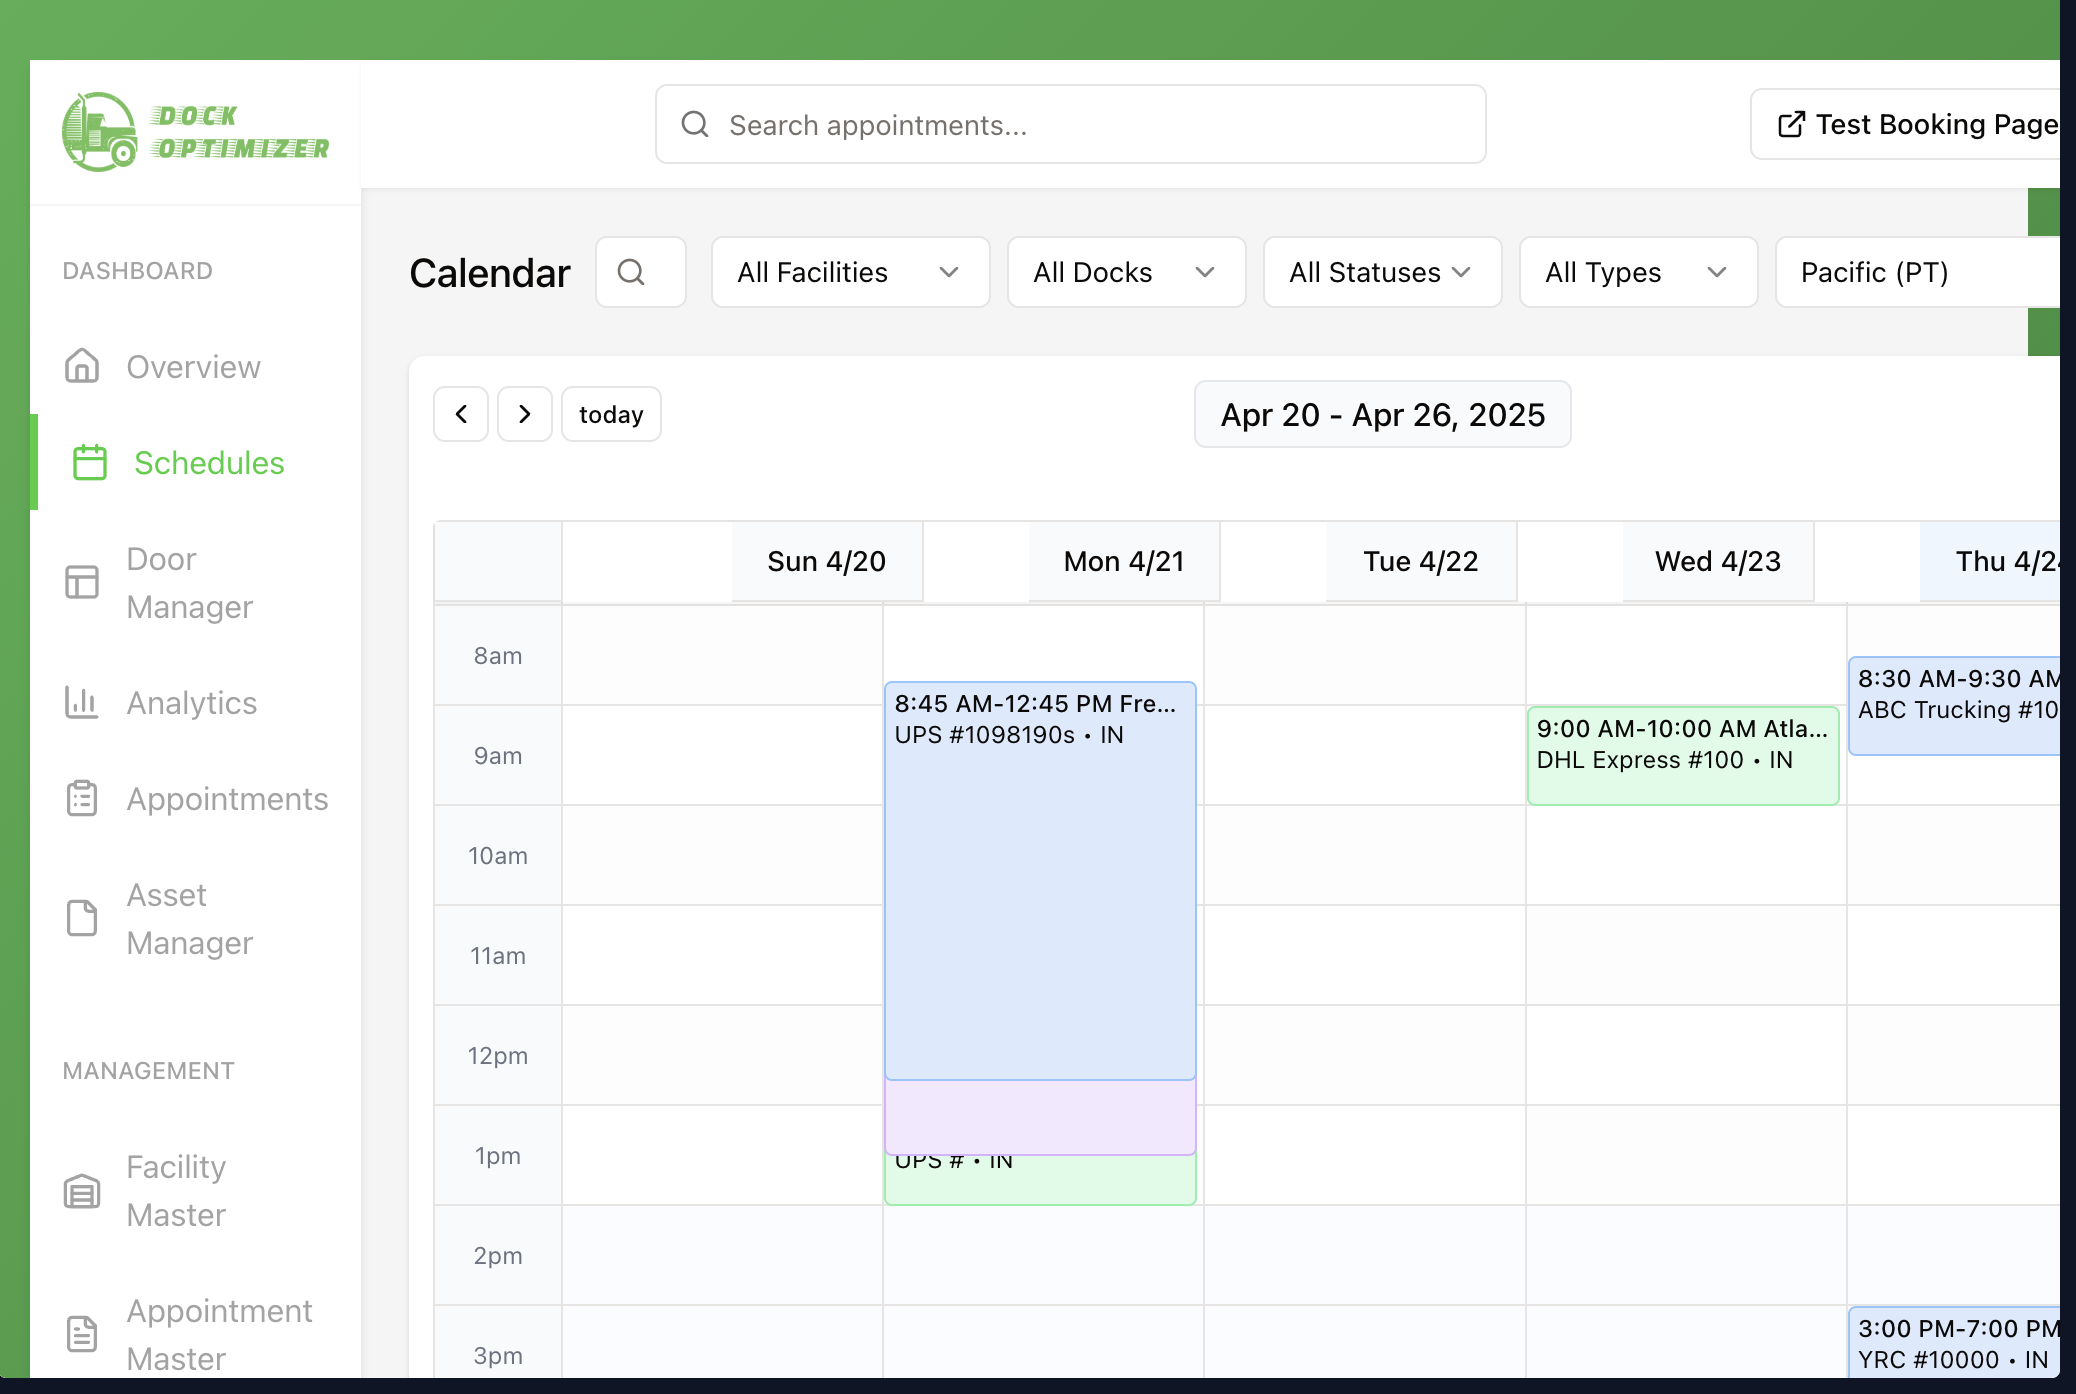 DOCK
OPTIMIZER
Search appointments...
Test Booking Page
DASHBOARD
Overview
Schedules
Door
Manager
Analytics
Appointments
Asset
Manager
MANAGEMENT
Facility
Master
Appointment
Master
Calendar
All Facilities
All Docks
All Statuses
All Types
Pacific (PT)
today
Apr 20 - Apr 26, 2025
Sun 4/20
Mon 4/21
Tue 4/22
Wed 4/23
Thu 4/2
8am
9am
10am
11am
12pm
1pm
2pm
3pm
8:45 AM-12:45 PM Fre...
UPS #1098190s • IN
UPS # • IN
9:00 AM-10:00 AM Atla...
DHL Express #100 • IN
8:30 AM-9:30 AM
ABC Trucking #10
3:00 PM-7:00 PM
YRC #10000 • IN